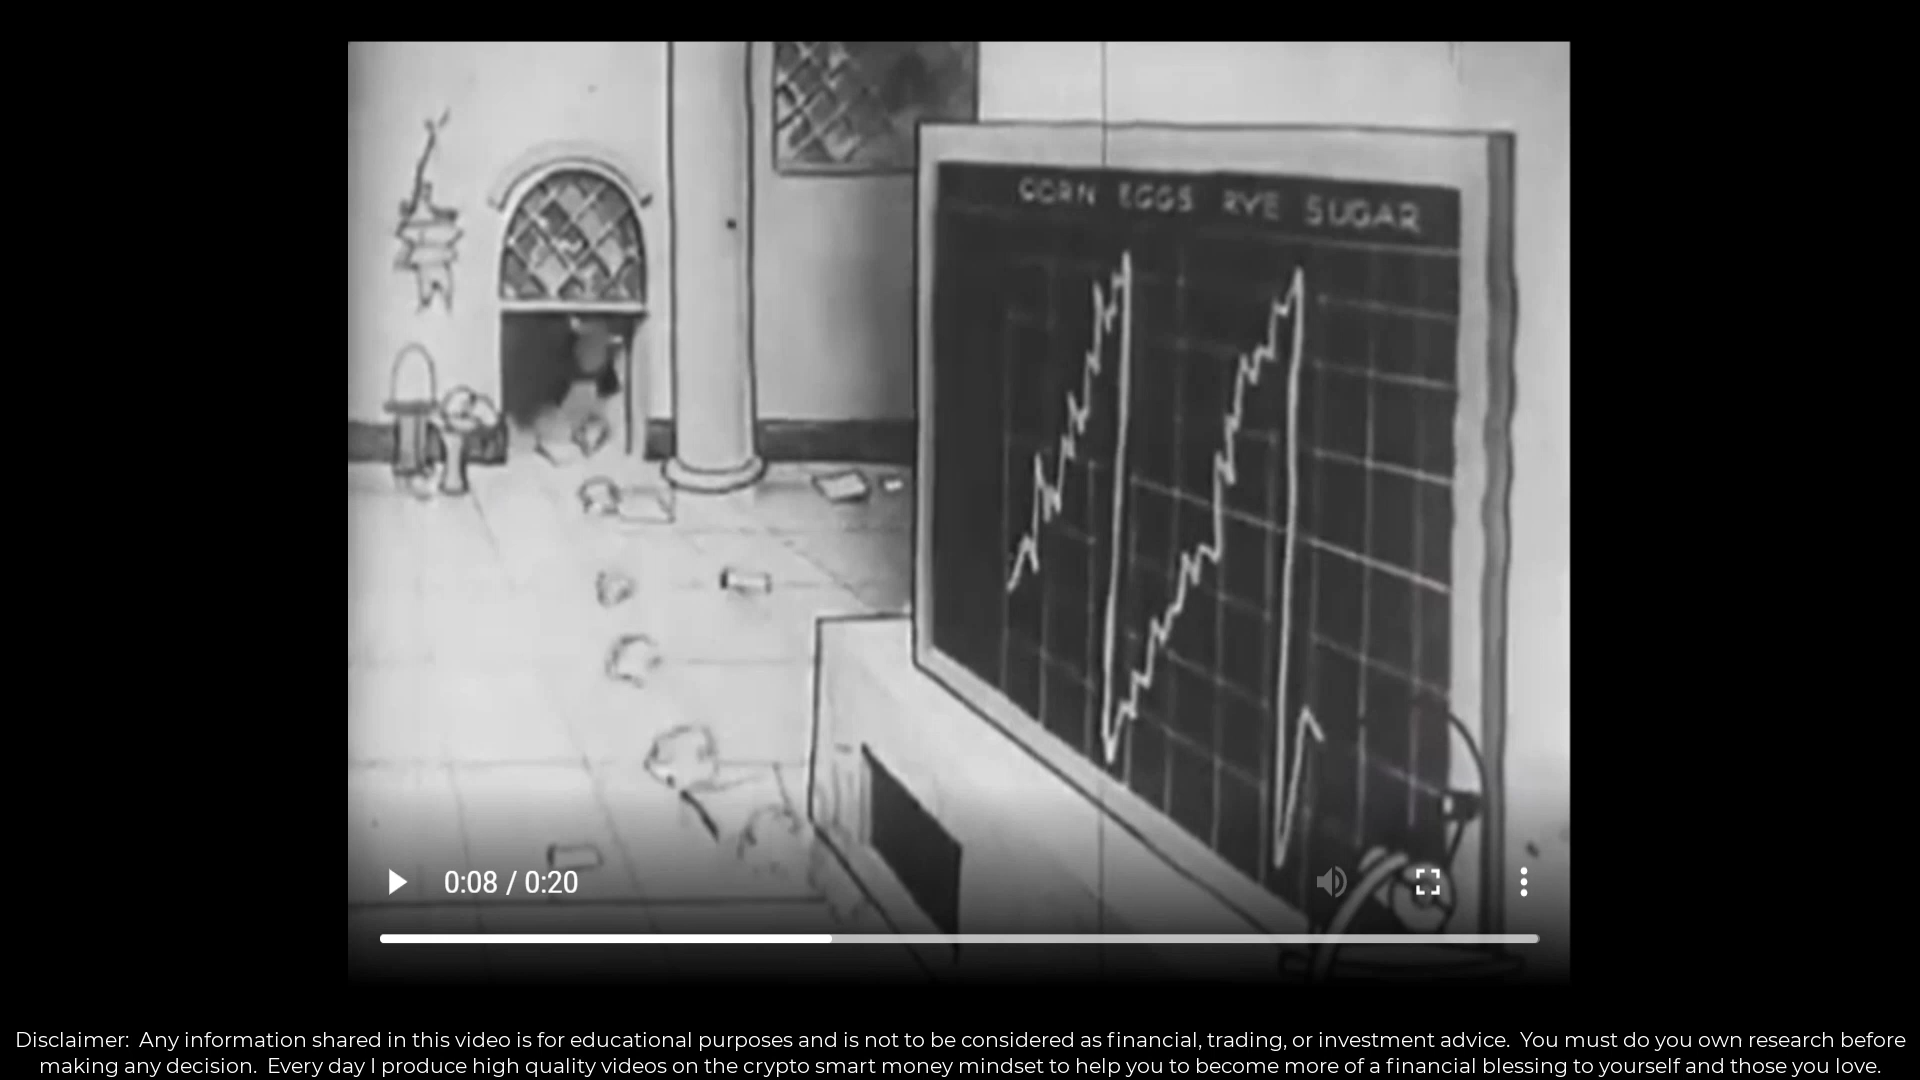 CORN EGGS RYE SUGAR
0:08 / 0:20
Disclaimer:  Any information shared in this video is for educational purposes and is not to be considered as financial, trading, or investment advice.  You must do you own research before
making any decision.  Every day I produce high quality videos on the crypto smart money mindset to help you to become more of a financial blessing to yourself and those you love.